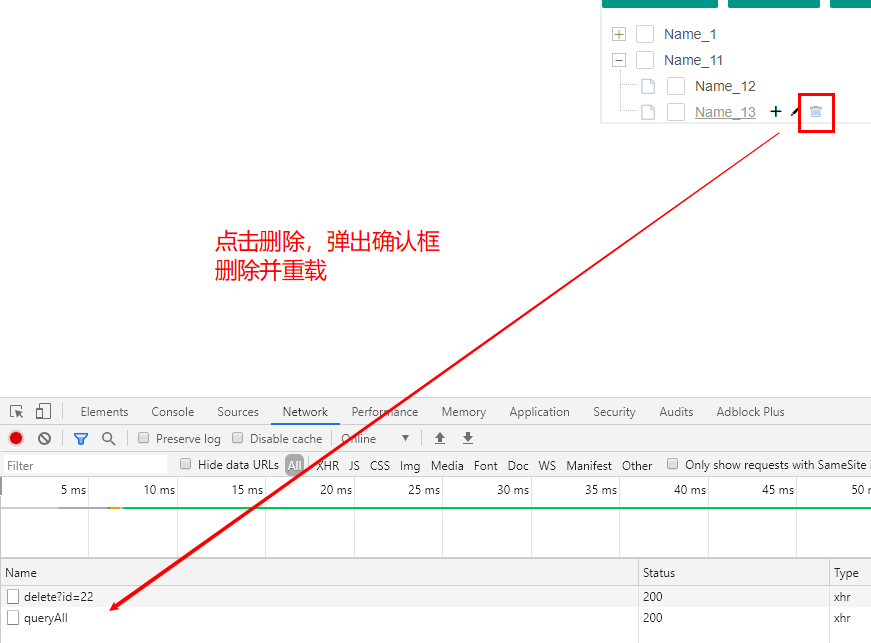 Name_1
Name_11
Name_12
Name_13
点击删除，弹出确认框
删除并重载
Elements Console Sources Network Performance Memory Application Security Audits Adblock Plus
Preserve log Disable cache Online
Filter Hide data URLs All XHR JS CSS Img Media Font Doc WS Manifest Other Only show requests with SameSite
5 ms 10 ms 15 ms 20 ms 25 ms 30 ms 35 ms 40 ms 45 ms 50
Name Status Type
delete?id=22 200 xhr
queryAll 200 xhr